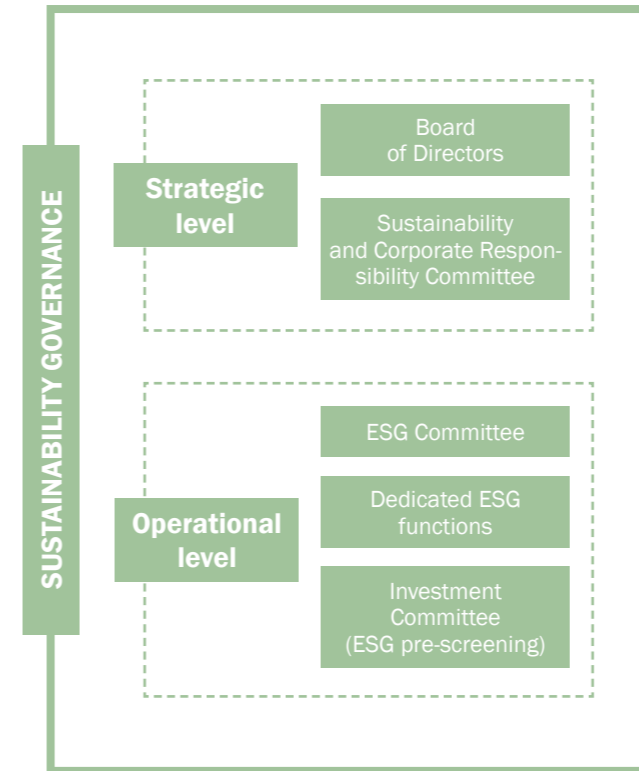 SUSTAINABILITY GOVERNANCE
Strategic
level
Board
of Directors
Sustainability
and Corporate Respon-
sibility Committee
Operational
level
ESG Committee
Dedicated ESG
functions
Investment
Committee
(ESG pre-screening)